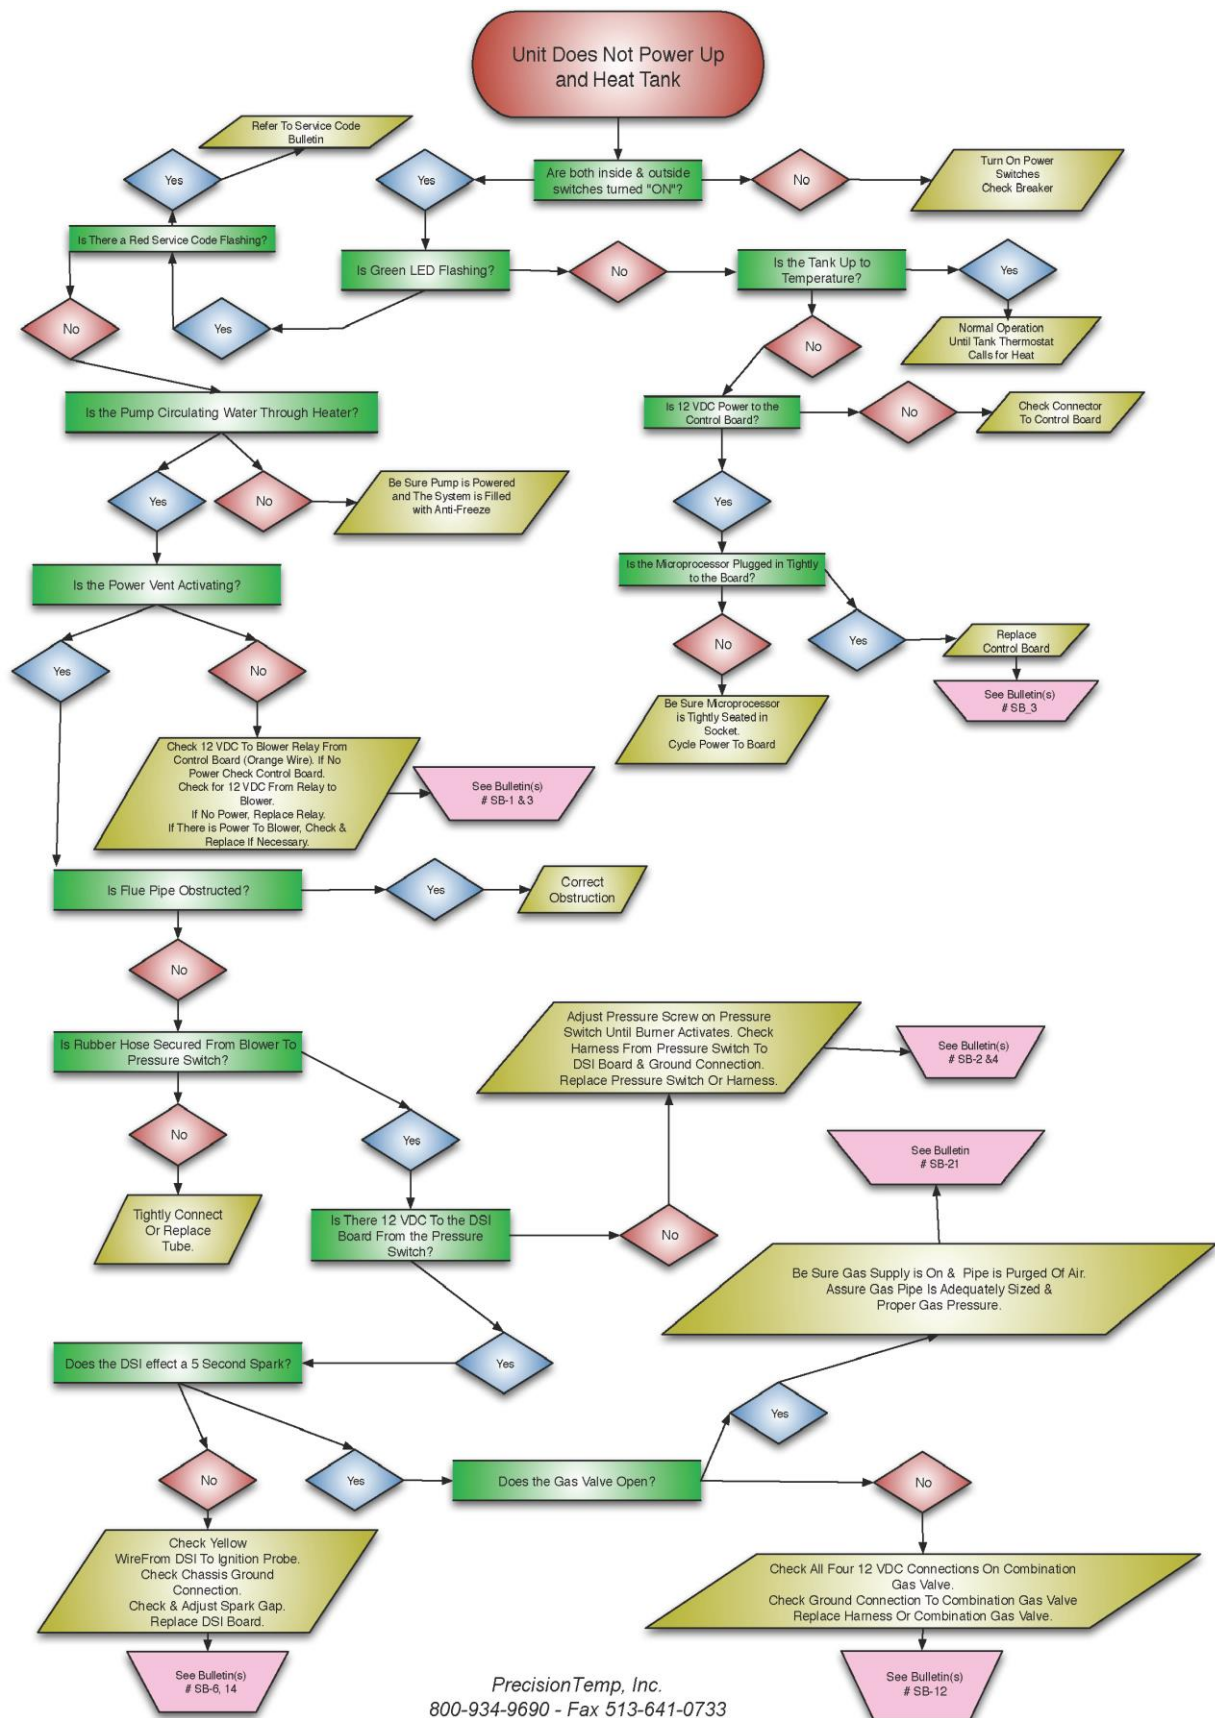 Unit Does Not Power Up
and Heat Tank
Refer To Service Code
Bulletin
Yes
Yes
Are both inside & outside
switches turned "ON"?
No
Turn On Power
Switches
Check Breaker
Is There a Red Service Code Flashing?
Is Green LED Flashing?
No
Is the Tank Up to
Temperature?
Yes
No
Yes
Normal Operation
Until Tank Thermostat
Calls for Heat
No
Is the Pump Circulating Water Through Heater?
Is 12 VDC Power to the
Control Board?
No
Check Connector
To Control Board
Yes
No
Be Sure Pump is Powered
and The System is Filled
with Anti-Freeze
Yes
Is the Power Vent Activating?
Is the Microprocessor Plugged in Tightly
to the Board?
Yes
No
No
Yes
Replace
Control Board
See Bulletin(s)
# SB_3
Be Sure Microprocessor
is Tightly Seated in
Socket.
Cycle Power To Board
Check 12 VDC To Blower Relay From
Control Board (Orange Wire). If No
Power Check Control Board.
Check for 12 VDC From Relay to
Blower.
If No Power, Replace Relay.
If There is Power To Blower, Check &
Replace If Necessary.
See Bulletin(s)
# SB-1 & 3
Is Flue Pipe Obstructed?
Yes
Correct
Obstruction
No
Is Rubber Hose Secured From Blower To
Pressure Switch?
Adjust Pressure Screw on Pressure
Switch Until Burner Activates. Check
Harness From Pressure Switch To
DSI Board & Ground Connection.
Replace Pressure Switch Or Harness.
See Bulletin(s)
# SB-2 &4
No
Yes
See Bulletin
# SB-21
Tightly Connect
Or Replace
Tube.
Is There 12 VDC To the DSI
Board From the Pressure
Switch?
No
Be Sure Gas Supply is On & Pipe is Purged Of Air.
Assure Gas Pipe Is Adequately Sized &
Proper Gas Pressure.
Does the DSI effect a 5 Second Spark?
Yes
Yes
No
Yes
Does the Gas Valve Open?
No
Check Yellow
WireFrom DSI To Ignition Probe.
Check Chassis Ground
Connection.
Check & Adjust Spark Gap.
Replace DSI Board.
Check All Four 12 VDC Connections On Combination
Gas Valve.
Check Ground Connection To Combination Gas Valve
Replace Harness Or Combination Gas Valve.
See Bulletin(s)
# SB-6, 14
See Bulletin(s)
# SB-12
PrecisionTemp, Inc.
800-934-9690 - Fax 513-641-0733